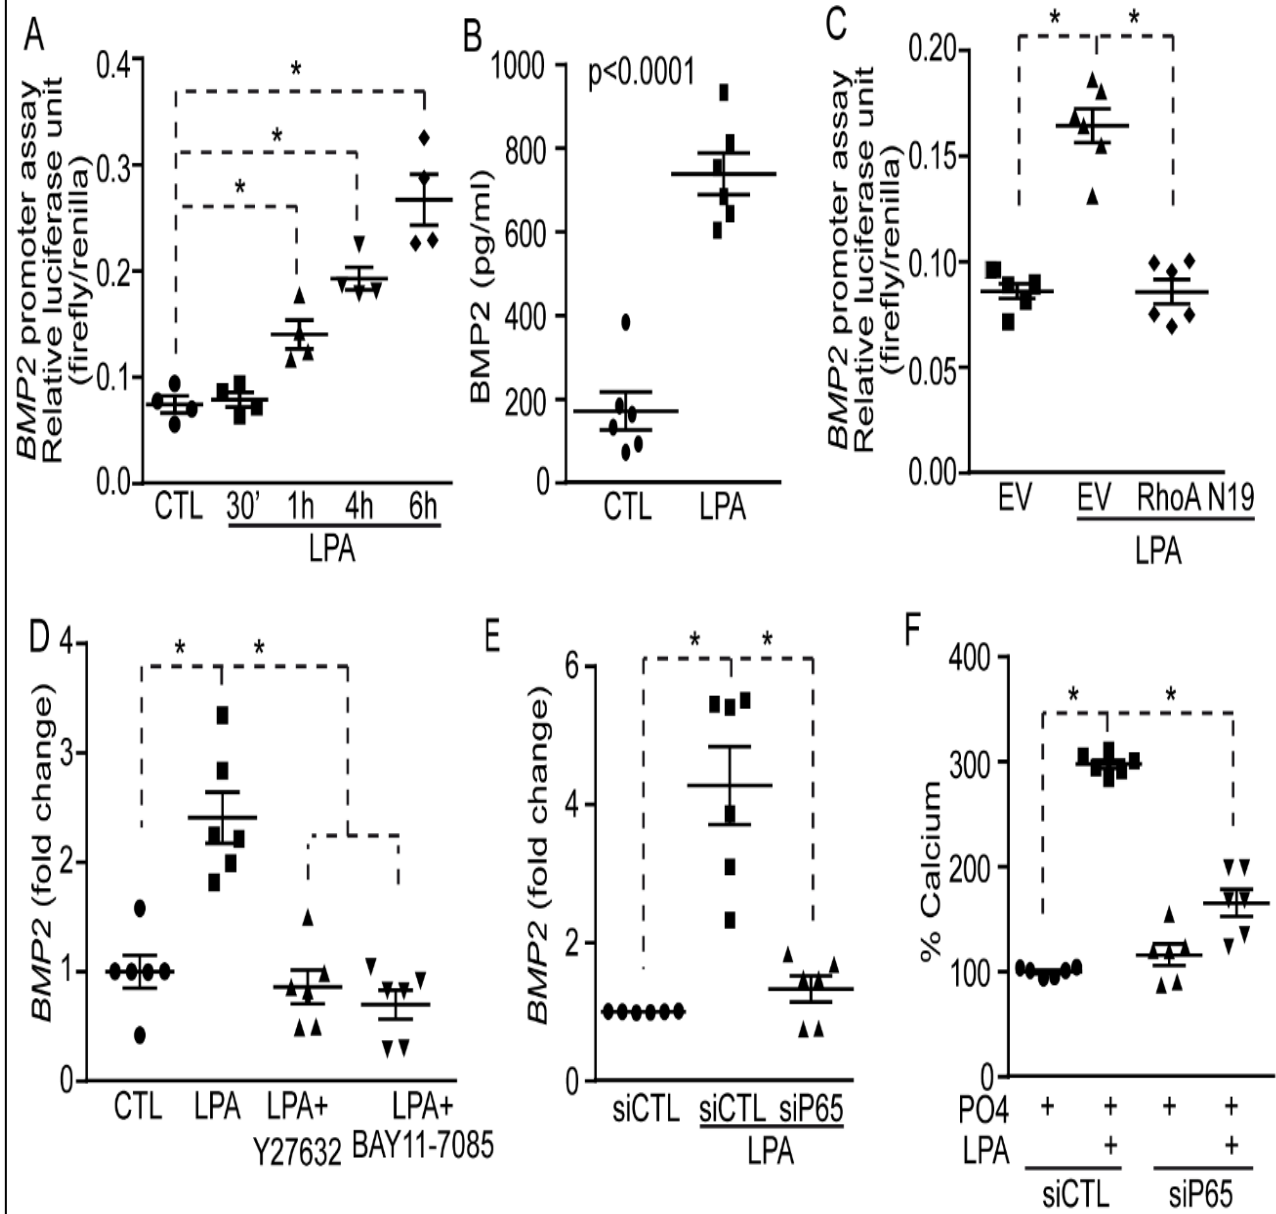 A
BMP2 promoter assay
Relative luciferase unit
(firefly/renilla)
0.4
0.3
0.2
0.1
0.0
*
*
*
CTL 30’ 1h 4h 6h
LPA
B
BMP2 (pg/ml)
1000
800
600
400
200
0
p<0.0001
CTL LPA
C
BMP2 promoter assay
Relative luciferase unit
(firefly/renilla)
0.20
0.15
0.10
0.05
0.00
* *
EV EV RhoA N19
LPA
D
BMP2 (fold change)
4
3
2
1
0
* *
CTL LPA LPA+ LPA+
Y27632 BAY11-7085
E
BMP2 (fold change)
6
4
2
0
* *
siCTL siCTL siP65
LPA
F
% Calcium
400
300
200
100
0
* *
PO4 + + + +
LPA + +
siCTL siP65